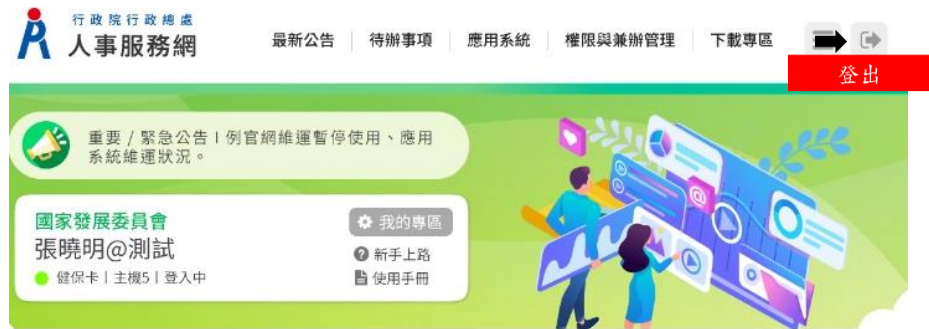 行政院行政總處
人事服務網
最新公告 | 待辦事項 | 應用系統 | 權限與兼辦管理 | 下載專區
登出
重要 / 緊急公告 I 例官網維運暫停使用、應用
系統維運狀況。
國家發展委員會
我的專區
張曉明@測試
新手上路
健保卡 | 主機5 | 登入中
使用手冊